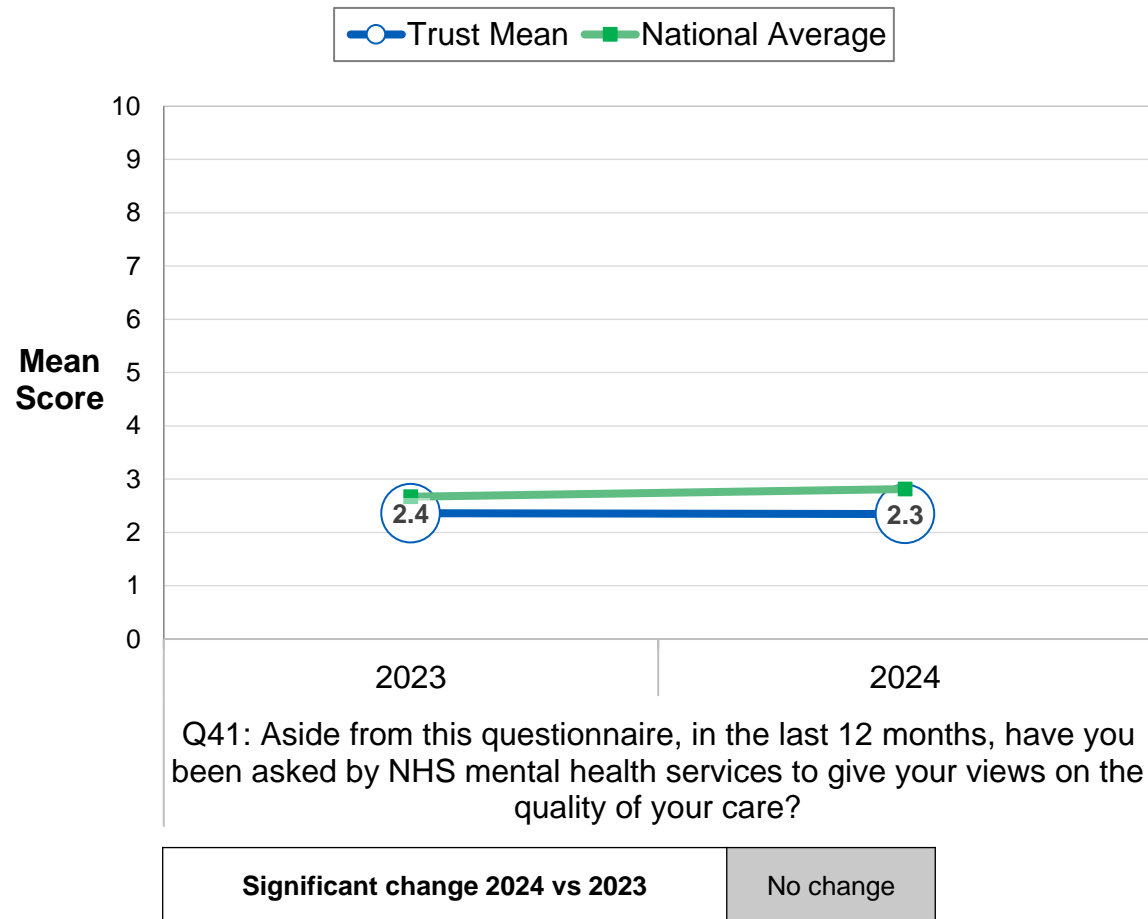 Trust Mean National Average
10
9
8
7
6
5
4
3
2
1
0
Mean
Score
2.4 2.3
2023 2024
Q41: Aside from this questionnaire, in the last 12 months, have you
been asked by NHS mental health services to give your views on the
quality of your care?
Significant change 2024 vs 2023 No change